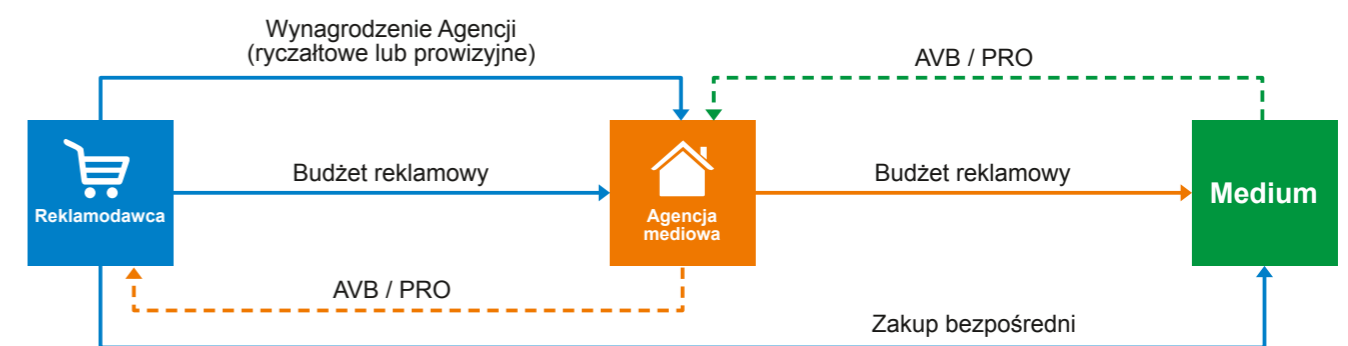 Wynagrodzenie Agencji
(ryczałtowe lub prowizyjne)
AVB / PRO
Reklamodawca
Budżet reklamowy
Agencja
mediowa
Budżet reklamowy
Medium
AVB / PRO
Zakup bezpośredni